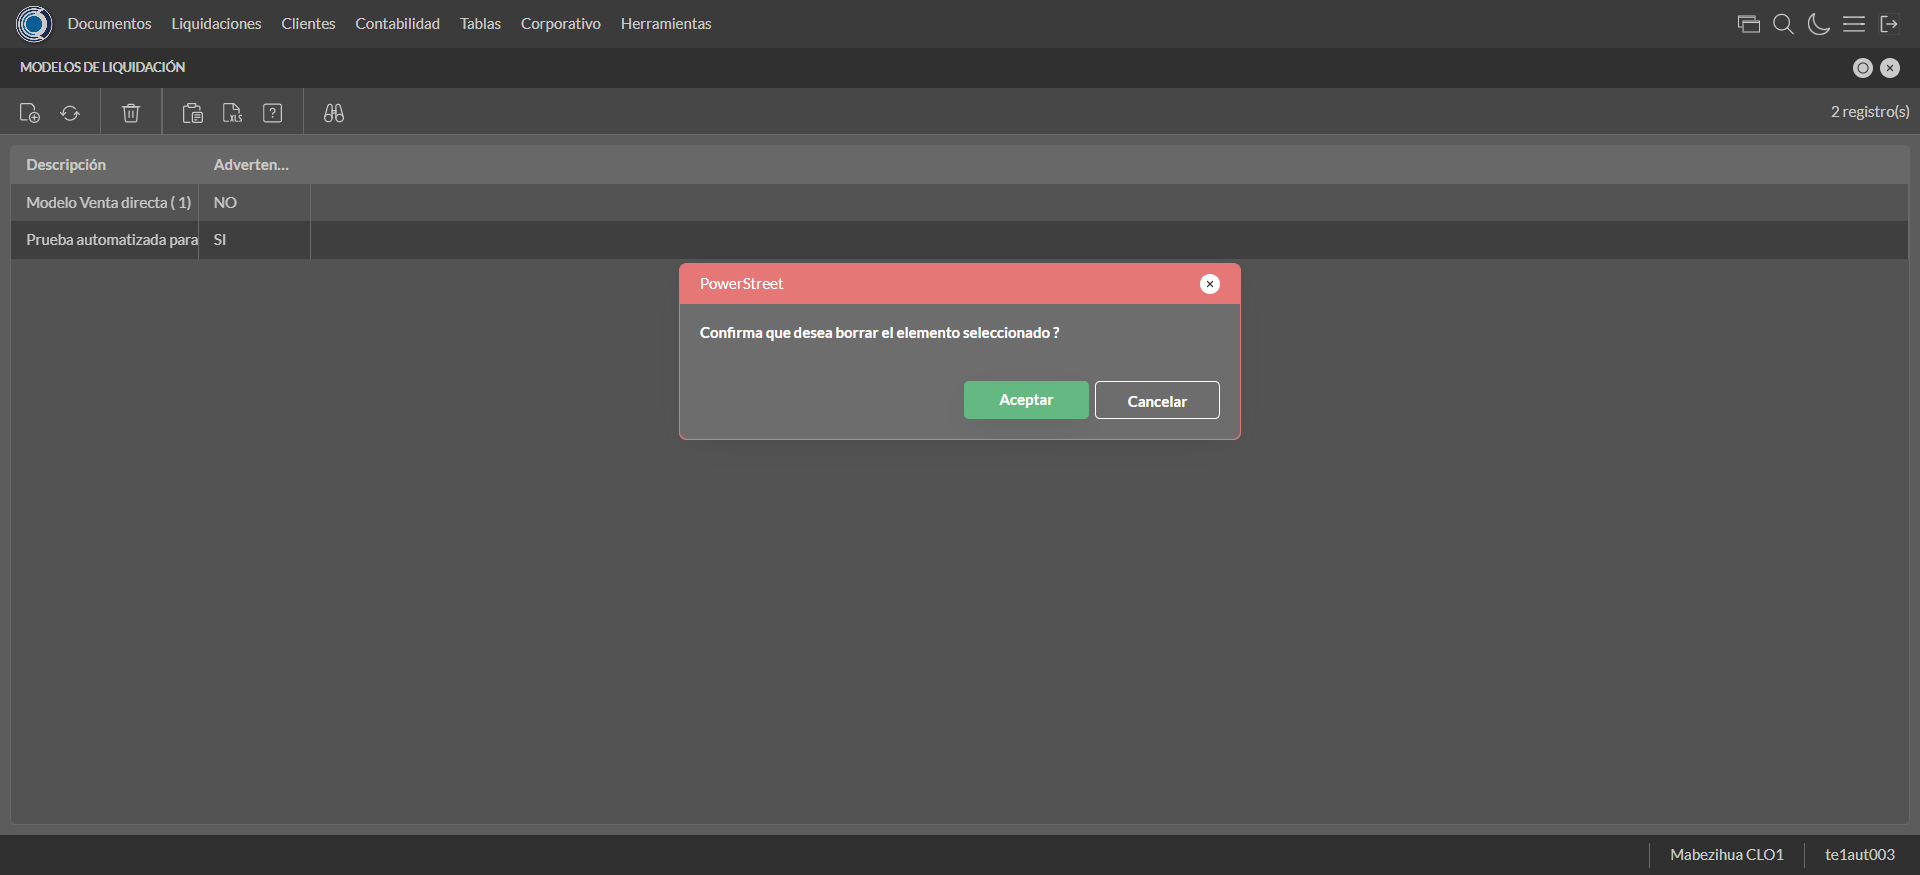 Documentos Liquidaciones Clientes Contabilidad Tablas Corporativo Herramientas
MODELOS DE LIQUIDACIÓN
XLS ? 2 registro(s)
Descripción Adverten...
Modelo Venta directa ( 1) NO
Prueba automatizada para SI
PowerStreet
Confirma que desea borrar el elemento seleccionado ?
Aceptar Cancelar
Mabezihua CLO1 te1aut003